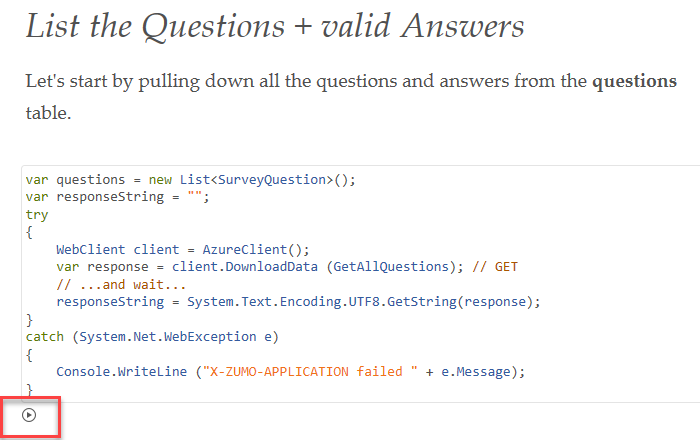 List the Questions + valid Answers
Let's start by pulling down all the questions and answers from the questions
table.
var questions = new List<SurveyQuestion>();
var responseString = "";
try
{
    WebClient client = AzureClient();
    var response = client.DownloadData (GetAllQuestions); // GET
    // ...and wait...
    responseString = System.Text.Encoding.UTF8.GetString(response);
}
catch (System.Net.WebException e)
{
    Console.WriteLine ("X-ZUMO-APPLICATION failed " + e.Message);
}